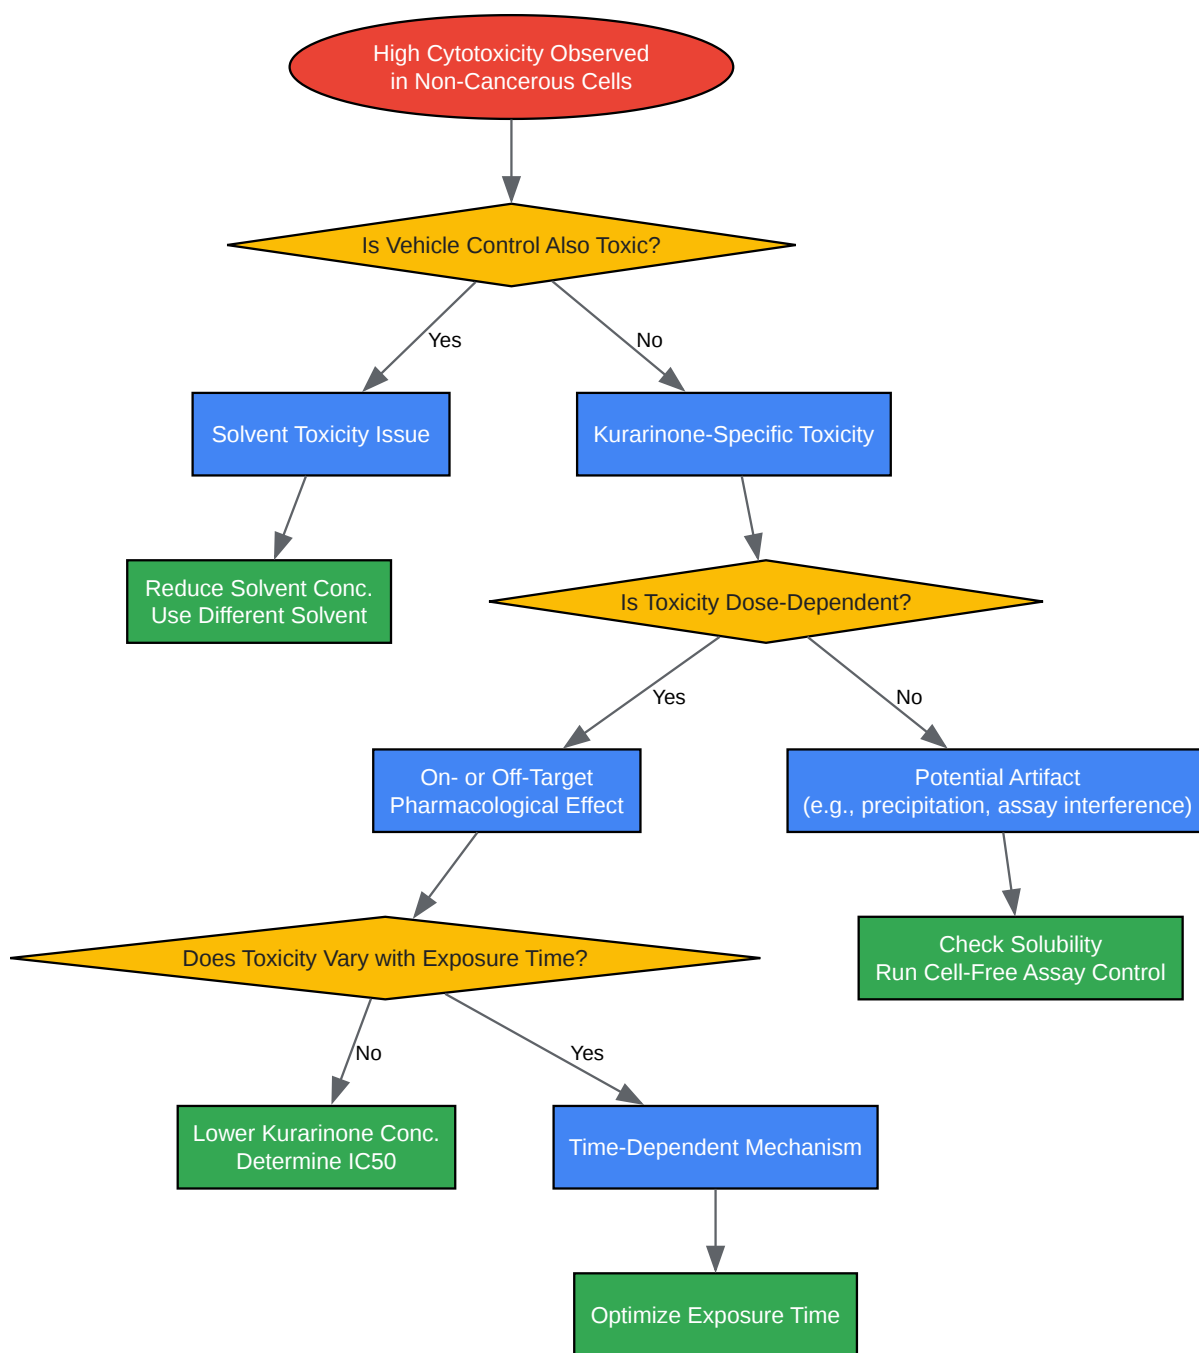 High Cytotoxicity Observed
in Non-Cancerous Cells
Is Vehicle Control Also Toxic?
Yes
No
Solvent Toxicity Issue
Kurarinone-Specific Toxicity
Reduce Solvent Conc.
Use Different Solvent
Is Toxicity Dose-Dependent?
Yes
No
On- or Off-Target
Pharmacological Effect
Potential Artifact
(e.g., precipitation, assay interference)
Does Toxicity Vary with Exposure Time?
Check Solubility
Run Cell-Free Assay Control
No
Yes
Lower Kurarinone Conc.
Determine IC50
Time-Dependent Mechanism
Optimize Exposure Time